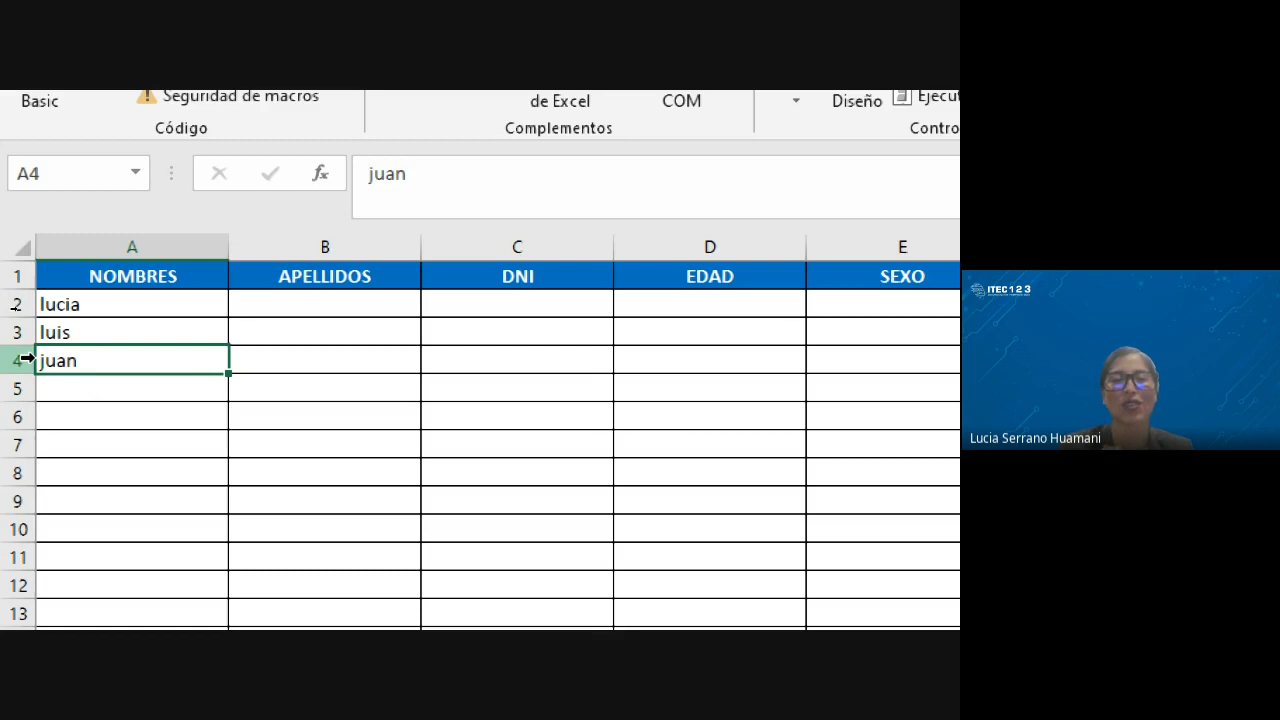 Basic
Seguridad de macros
Código
de Excel
COM
Complementos
Diseño
A4
fx
juan
A B C D E
1 NOMBRES APELLIDOS DNI EDAD SEXO
2 lucia
3 luis
4 juan
5
6
7
8
9
10
11
12
13
ITEC 1 2 3
Lucia Serrano Huamani